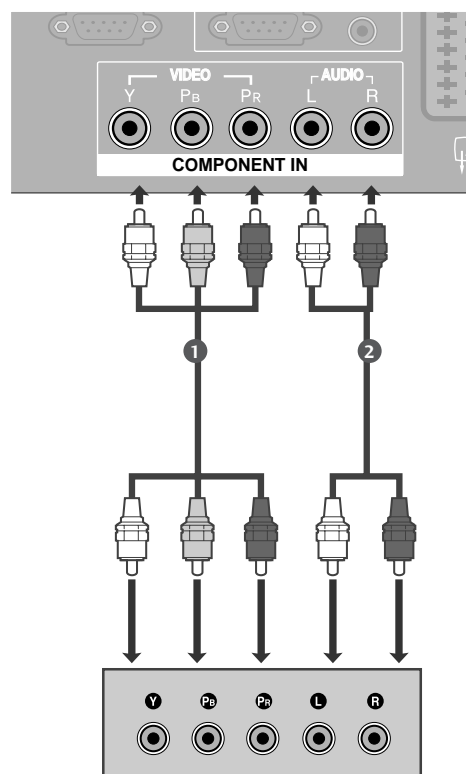 VIDEO AUDIO
Y PB PR L R
COMPONENT IN
1 2
Y PB PR L R